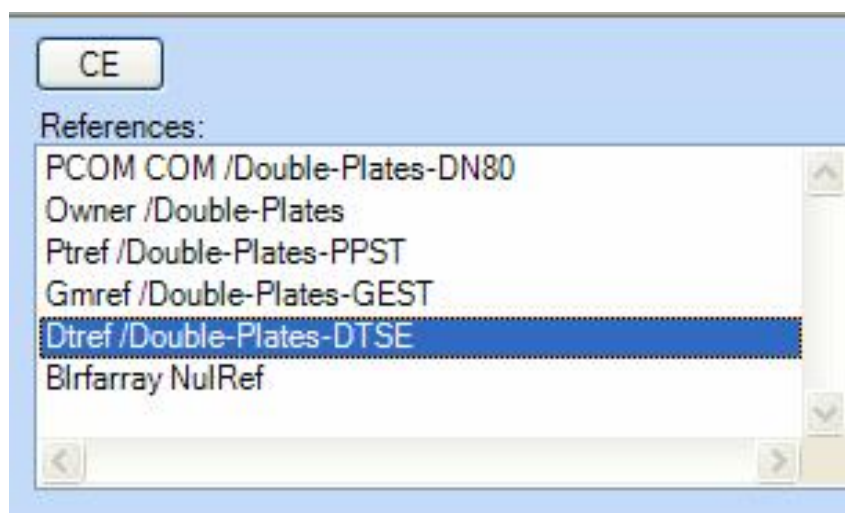 CE
References:
PCOM COM /Double-Plates-DN80
Owner /Double-Plates
Ptref /Double-Plates-PPST
Gmref /Double-Plates-GEST
Dtref /Double-Plates-DTSE
Blrfarray NulRef